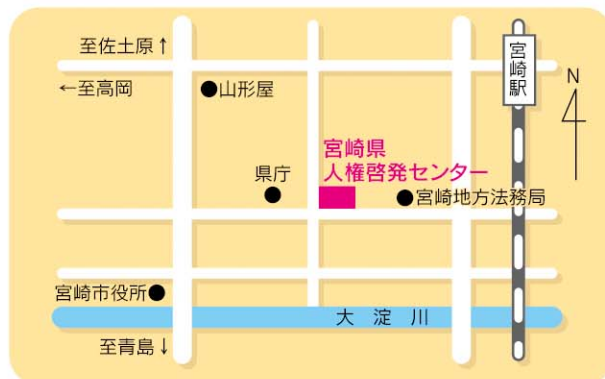 至佐土原↑
←至高岡
●山形屋
宮崎駅
N
宮崎県
人権啓発センター
県庁
●宮崎地方法務局
宮崎市役所●
大淀川
至青島↓